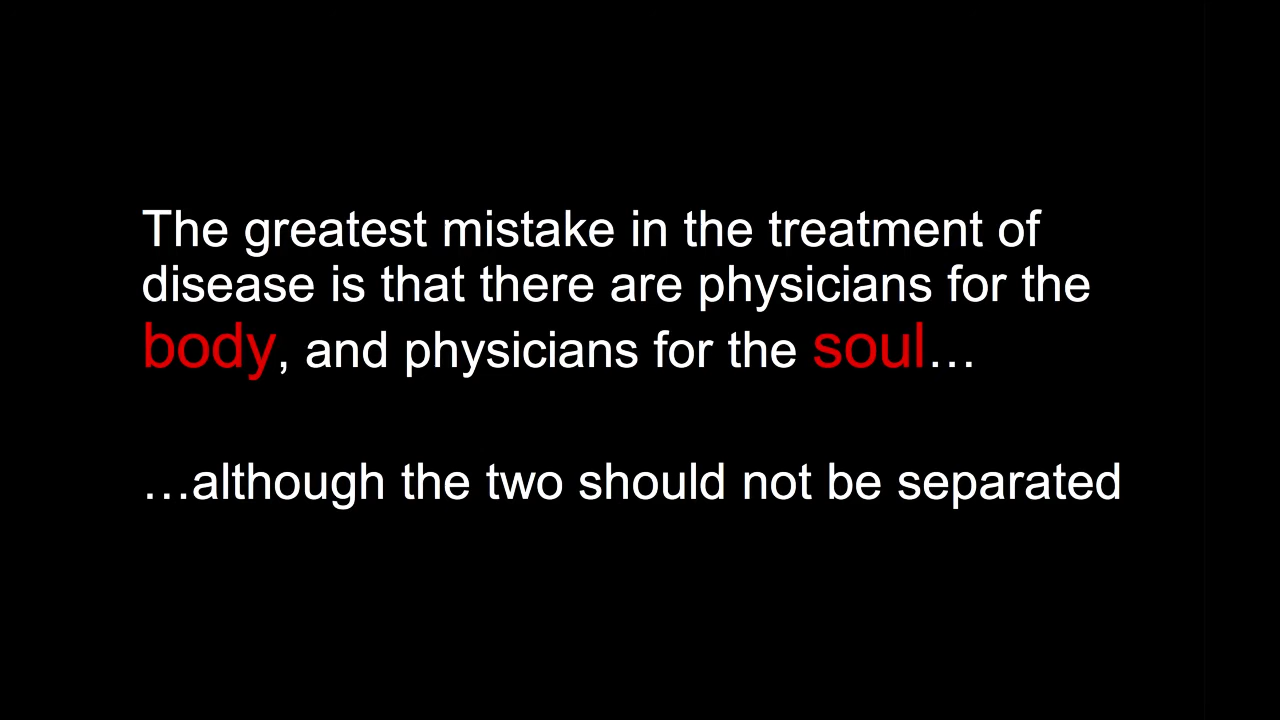 The greatest mistake in the treatment of
disease is that there are physicians for the
body, and physicians for the soul…
…although the two should not be separated